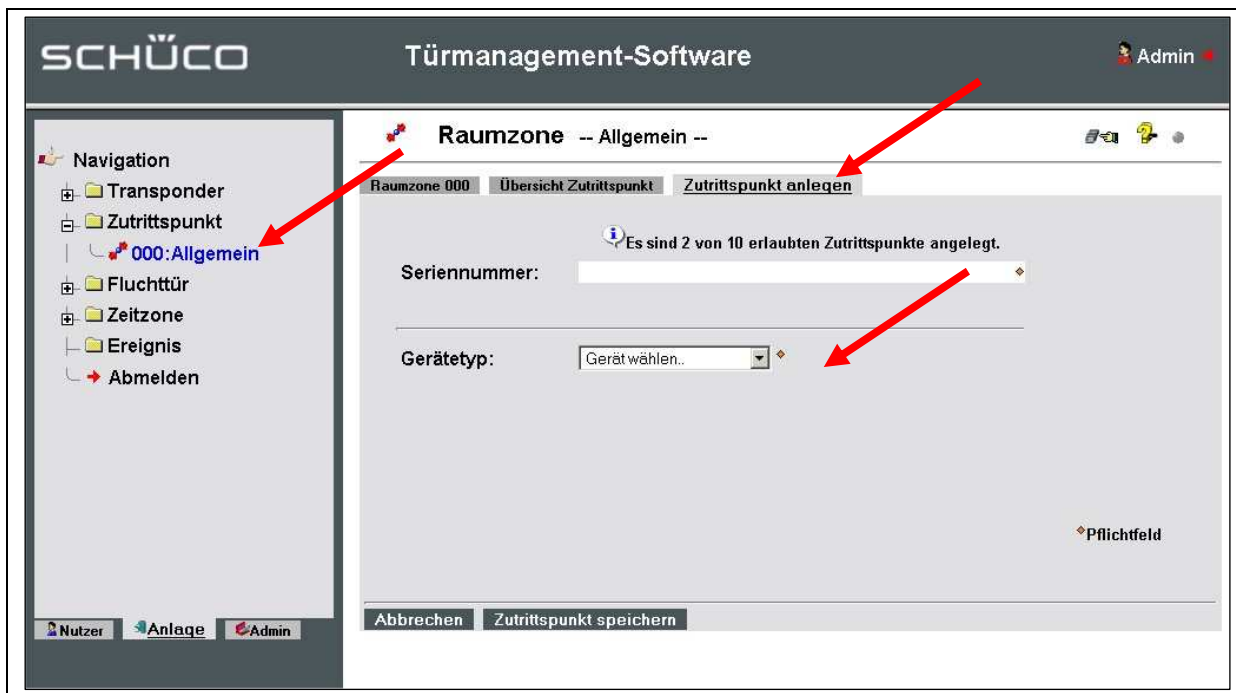 SCHÜCO
Türmanagement-Software
Admin
Navigation
Transponder
Zutrittspunkt
000:Allgemein
Fluchttür
Zeitzone
Ereignis
Abmelden
Nutzer Anlage Admin
Raumzone -- Allgemein --
Raumzone 000 Übersicht Zutrittspunkt Zutrittspunkt anlegen
Es sind 2 von 10 erlaubten Zutrittspunkte angelegt.
Seriennummer:
Gerätetyp: Gerät wählen..
Pflichtfeld
Abbrechen Zutrittspunkt speichern